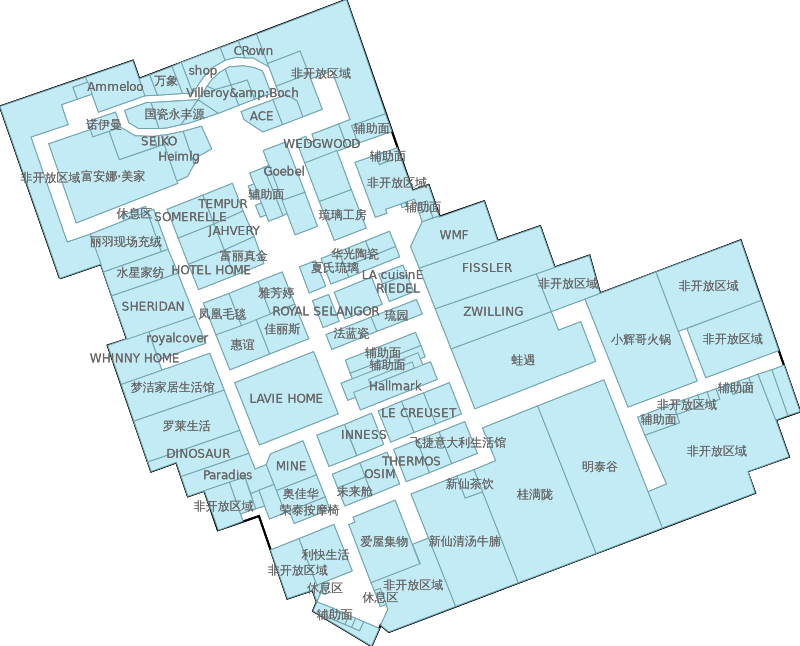 CRown
shop
非开放区域
万象
Ammeloo
Villeroy&amp;Boch
国瓷永丰源
ACE
诺伊曼
辅助面
SEIKO
WEDGWOOD
Heimlg
辅助面
非开放区域
富安娜·美家
Goebel
非开放区域
辅助面
TEMPUR
辅助面
休息区
SOMERELLE
琉璃工房
JAHVERY
WMF
丽羽现场充绒
富丽真金
华光陶瓷
水星家纺
HOTEL HOME
夏氏琉璃
FISSLER
LA cuisinE
非开放区域
RIEDEL
非开放区域
雅芳婷
SHERIDAN
凤凰毛毯
ROYAL SELANGOR
琉园
ZWILLING
佳丽斯
法蓝瓷
royalcover
惠谊
小辉哥火锅
非开放区域
WHINNY HOME
辅助面
蛙遇
辅助面
梦洁家居生活馆
Hallmark
辅助面
LAVIE HOME
非开放区域
LE CREUSET
辅助面
罗莱生活
INNESS
飞捷意大利生活馆
非开放区域
DINOSAUR
THERMOS
MINE
明泰谷
Paradies
OSIM
新仙茶饮
奥佳华
未来舱
桂满陇
非开放区域
荣泰按摩椅
爱屋集物
新仙清汤牛腩
利快生活
非开放区域
休息区
非开放区域
休息区
辅助面